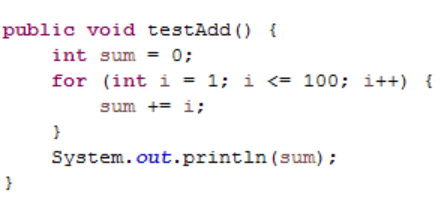 public void testAdd() {
    int sum = 0;
    for (int i = 1; i <= 100; i++) {
        sum += i;
    }
    System.out.println(sum);
}